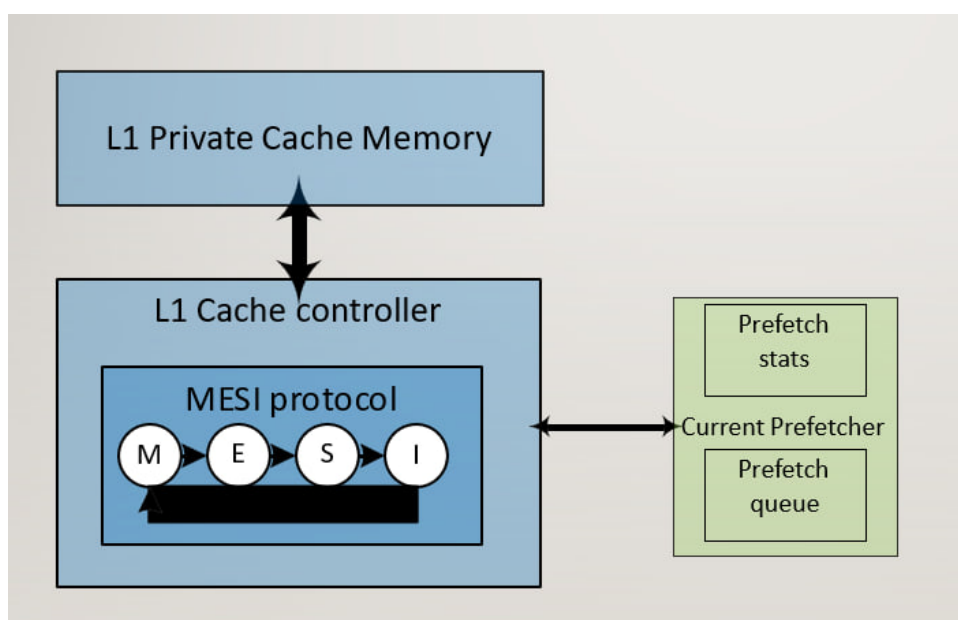 L1 Private Cache Memory
L1 Cache controller
MESI protocol
M E S I
Prefetch
stats
Current Prefetcher
Prefetch
queue